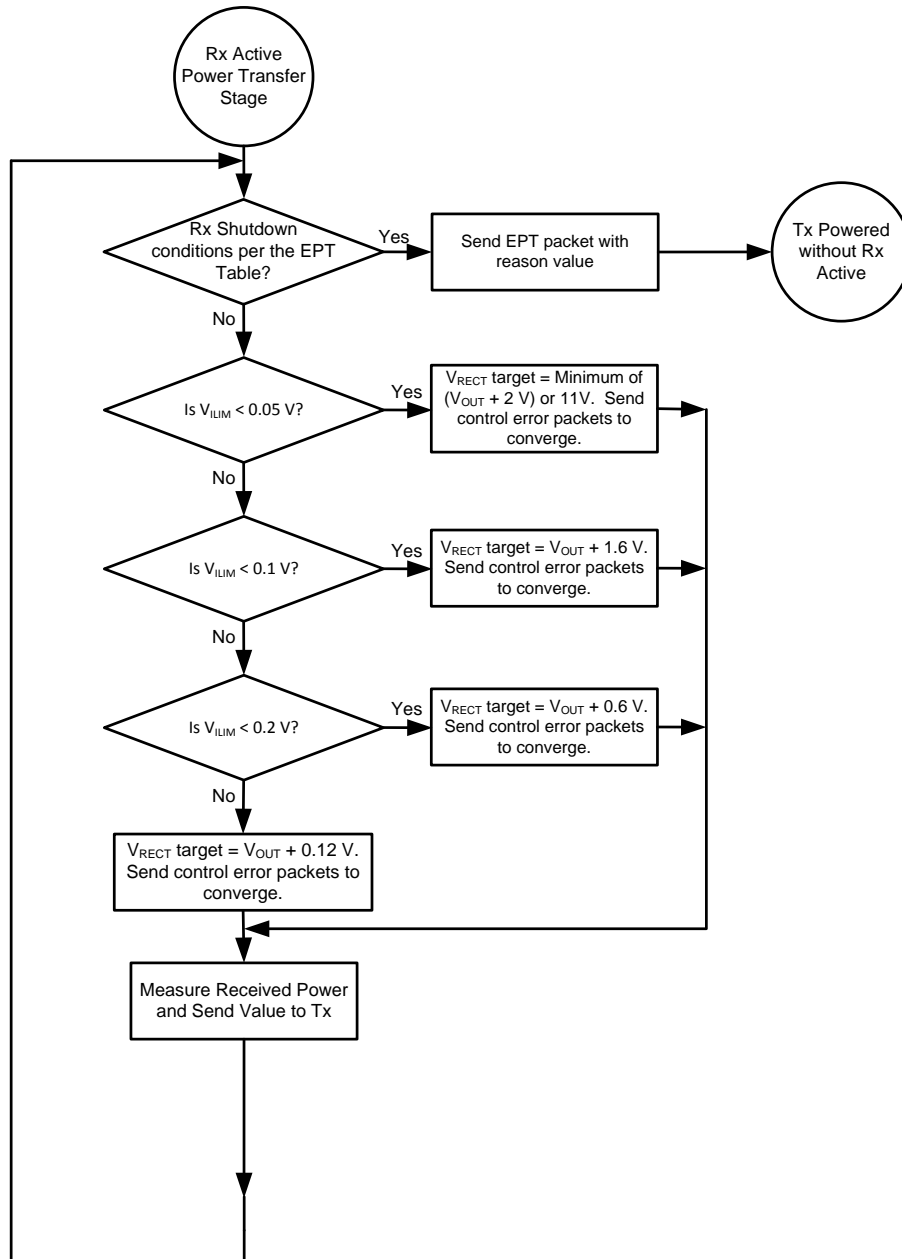 Rx Active
Power Transfer
Stage
Rx Shutdown
conditions per the EPT
Table?
Yes
Send EPT packet with
reason value
Tx Powered
without Rx
Active
No
Is VILIM < 0.05 V?
Yes
VRECT target = Minimum of
(VOUT + 2 V) or 11V.  Send
control error packets to
converge.
No
Is VILIM < 0.1 V?
Yes
VRECT target = VOUT + 1.6 V.
Send control error packets
to converge.
No
Is VILIM < 0.2 V?
Yes
VRECT target = VOUT + 0.6 V.
Send control error packets
to converge.
No
VRECT target = VOUT + 0.12 V.
Send control error packets to
converge.
Measure Received Power
and Send Value to Tx